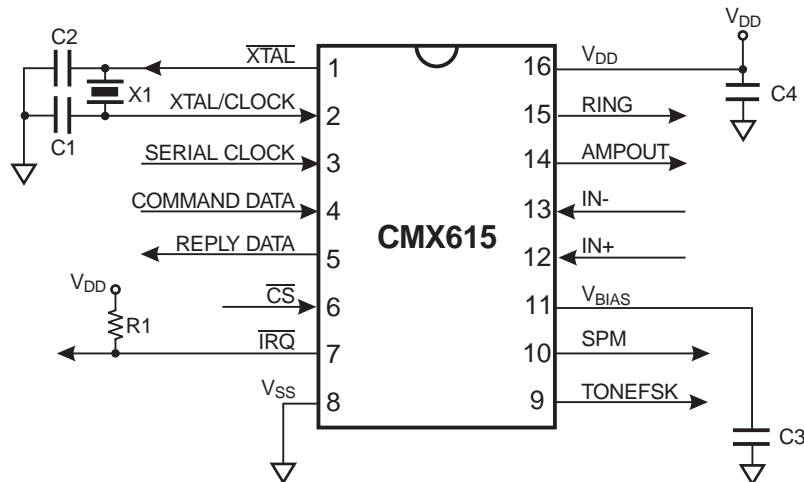 C2
XTAL
X1
XTAL/CLOCK
C1
SERIAL CLOCK
COMMAND DATA
REPLY DATA
VDD
CS
R1
IRQ
VSS
1
2
3
4
5
6
7
8
CMX615
16
15
14
13
12
11
10
9
VDD
VDD
C4
RING
AMPOUT
IN-
IN+
VBIAS
SPM
TONEFSK
C3